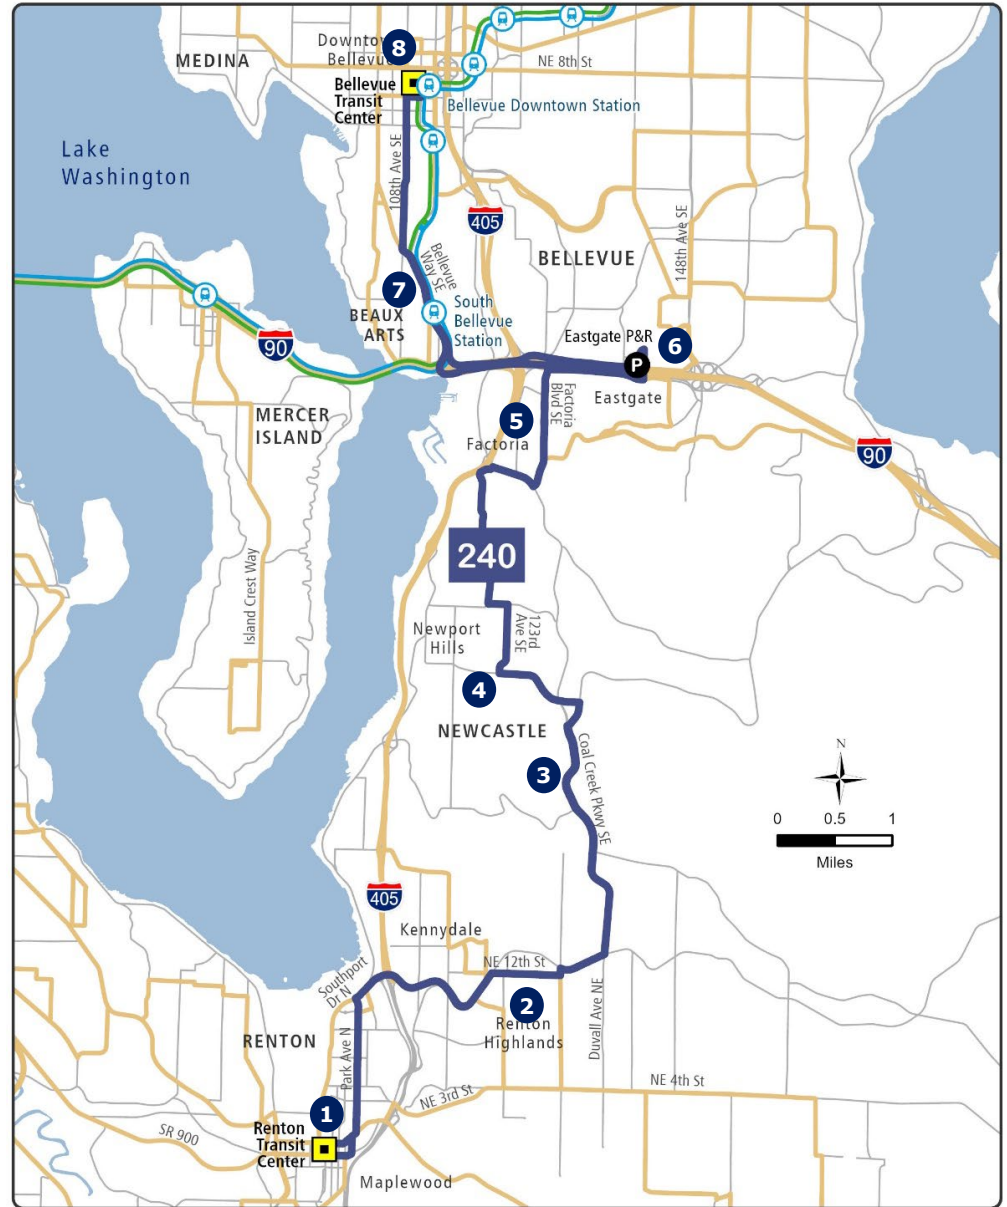 Downto
Bellevue
8
MEDINA
NE 8th St
Bellevue
Transit
Center
Bellevue Downtown Station
Lake
Washington
108th Ave SE
405
148th Ave SE
BELLEVUE
Bellevue
Way SE
7
BEAUX
ARTS
South
Bellevue
Station
Eastgate P&R
6
P
90
Eastgate
MERCER
ISLAND
5
Factoria
Blvd SE
Factoria
90
240
Island Crest Way
Newport
Hills
123rd
Ave SE
4
NEWCASTLE
3
Coal Creek Pkwy SE
N
0 0.5 1
Miles
405
Kennydale
NE 12th St
Southport
Dr N
2
Renton
Highlands
Duvall Ave NE
RENTON
Park Ave N
NE 3rd St
NE 4th St
1
SR 900
Renton
Transit
Center
Maplewood